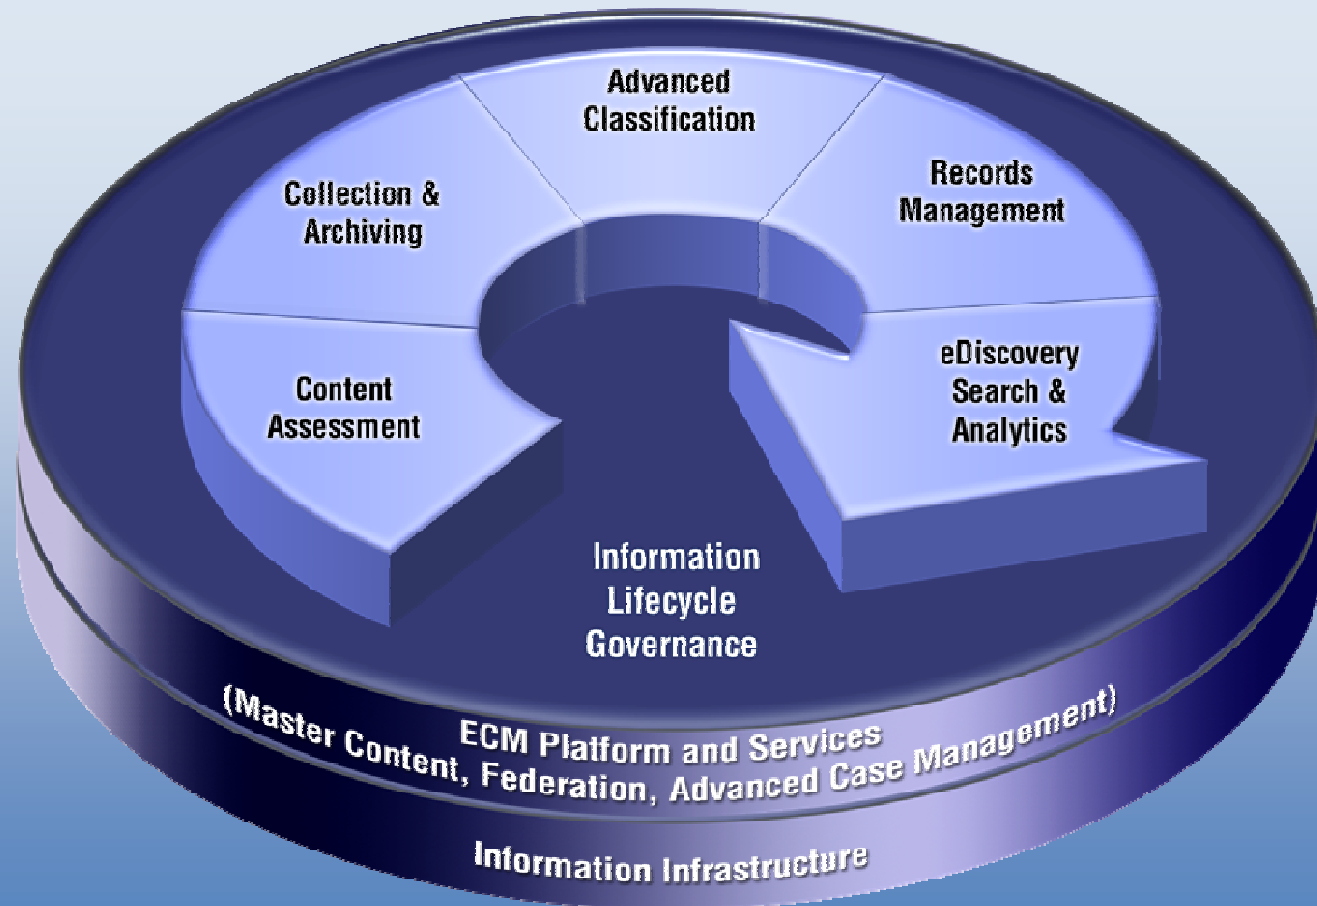 Advanced
Classification
Collection &
Archiving
Records
Management
Content
Assessment
eDiscovery
Search &
Analytics
Information
Lifecycle
Governance
ECM Platform and Services
(Master Content, Federation, Advanced Case Management)
Information Infrastructure